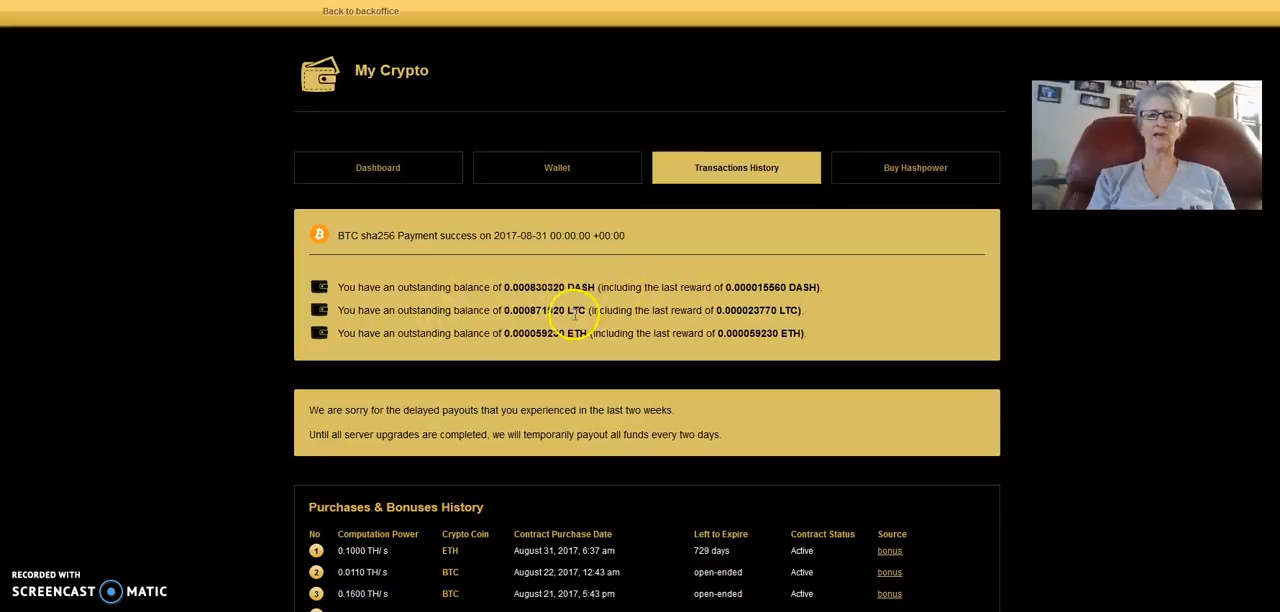 Back to backoffice
My Crypto
Dashboard
Wallet
Transactions History
Buy Hashpower
BTC sha256 Payment success on 2017-08-31 00:00:00 +00:00
You have an outstanding balance of 0.000830320 DASH (including the last reward of 0.000015560 DASH).
You have an outstanding balance of 0.000871920 LTC (including the last reward of 0.000023770 LTC).
You have an outstanding balance of 0.000059230 ETH (including the last reward of 0.000059230 ETH).
We are sorry for the delayed payouts that you experienced in the last two weeks.
Until all server upgrades are completed, we will temporarily payout all funds every two days.
Purchases & Bonuses History
No Computation Power Crypto Coin Contract Purchase Date Left to Expire Contract Status Source
1 0.1000 TH/ s ETH August 31, 2017, 6:37 am 729 days Active bonus
2 0.0110 TH/ s BTC August 22, 2017, 12:43 am open-ended Active bonus
3 0.1600 TH/ s BTC August 21, 2017, 5:43 pm open-ended Active bonus
RECORDED WITH
SCREENCAST MATIC